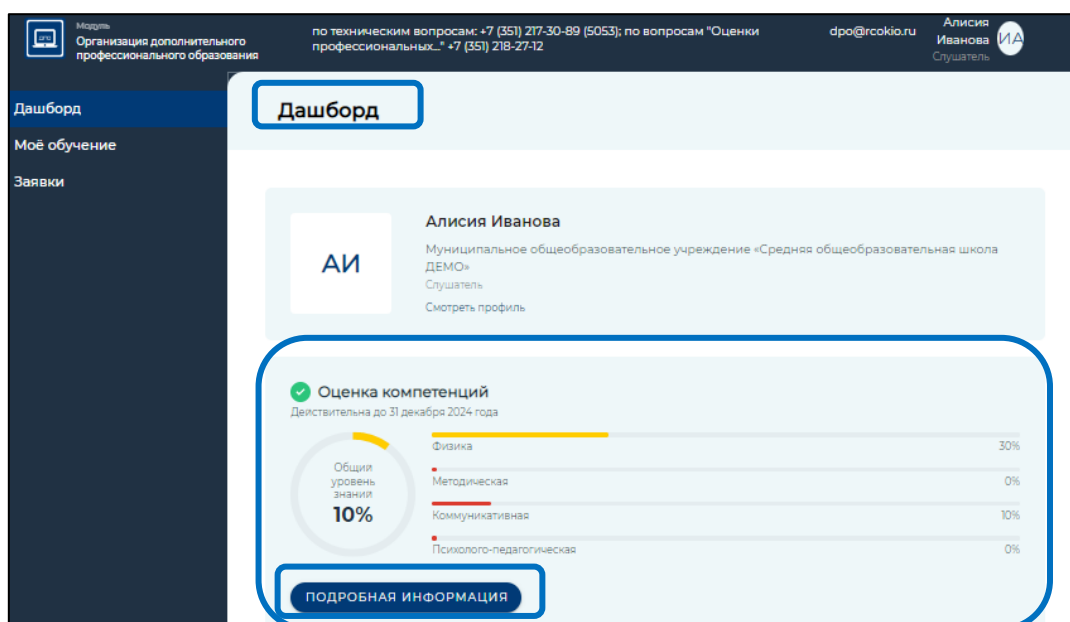 Модуль
Организация дополнительного
профессионального образования
по техническим вопросам: +7 (351) 217-30-89 (5053); по вопросам "Оценки
профессиональных..." +7 (351) 218-27-12
dpo@rcokio.ru
Алисия
Иванова
Слушатель
ИА
Дашборд
Моё обучение
Заявки
Дашборд
АИ
Алисия Иванова
Муниципальное общеобразовательное учреждение «Средняя общеобразовательная школа
ДЕМО»
Слушатель
Смотреть профиль
Оценка компетенций
Действительна до 31 декабря 2024 года
Общий
уровень
знаний
10%
Физика 30%
Методическая 0%
Коммуникативная 10%
Психолого-педагогическая 0%
ПОДРОБНАЯ ИНФОРМАЦИЯ